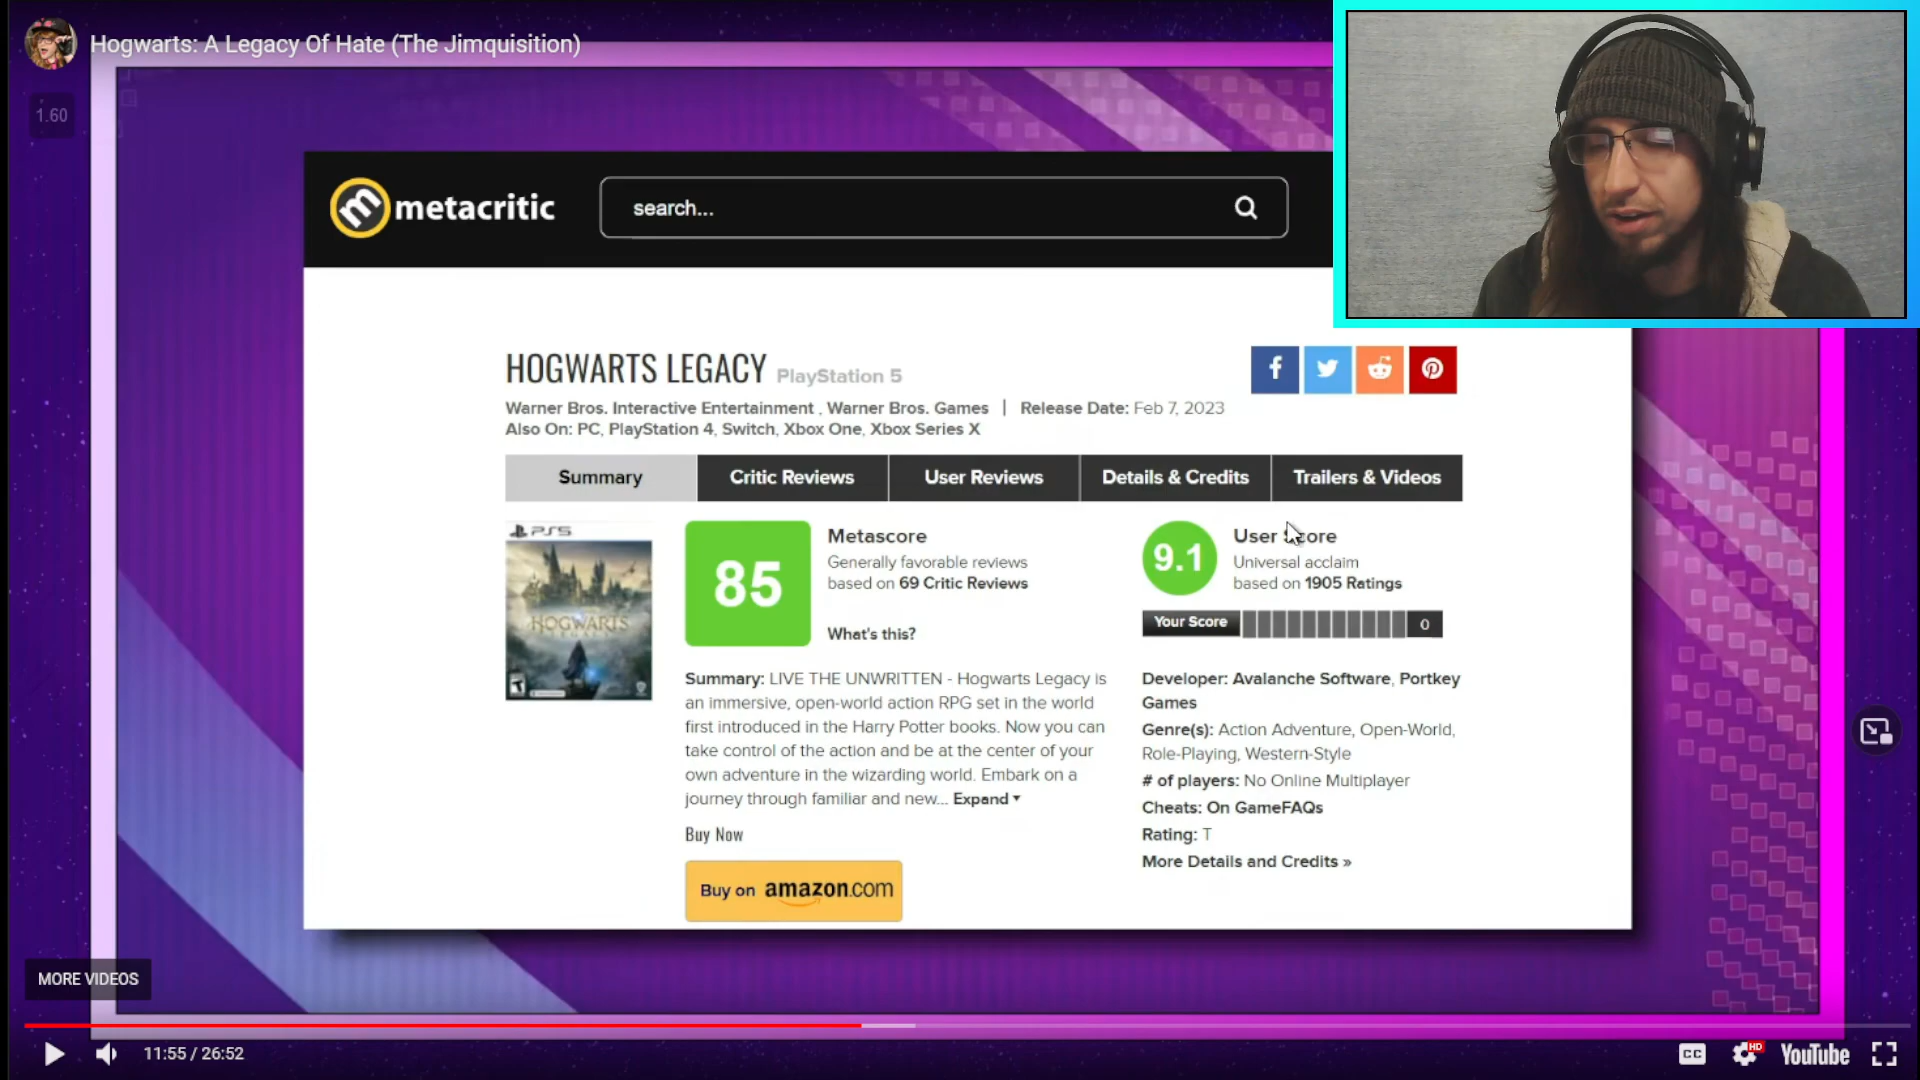 Hogwarts: A Legacy Of Hate (The Jimquisition)
1.60
metacritic
search...
HOGWARTS LEGACY PlayStation 5
Warner Bros. Interactive Entertainment , Warner Bros. Games | Release Date: Feb 7, 2023
Also On: PC, PlayStation 4, Switch, Xbox One, Xbox Series X
Summary
Critic Reviews
User Reviews
Details & Credits
Trailers & Videos
PS5
HOGWARTS
T
85
Metascore
Generally favorable reviews
based on 69 Critic Reviews
What's this?
9.1
User Score
Universal acclaim
based on 1905 Ratings
Your Score
0
Summary: LIVE THE UNWRITTEN - Hogwarts Legacy is
an immersive, open-world action RPG set in the world
first introduced in the Harry Potter books. Now you can
take control of the action and be at the center of your
own adventure in the wizarding world. Embark on a
journey through familiar and new... Expand
Buy Now
Buy on amazon.com
Developer: Avalanche Software, Portkey
Games
Genre(s): Action Adventure, Open-World,
Role-Playing, Western-Style
# of players: No Online Multiplayer
Cheats: On GameFAQs
Rating: T
More Details and Credits »
MORE VIDEOS
11:55 / 26:52
CC
HD
YouTube